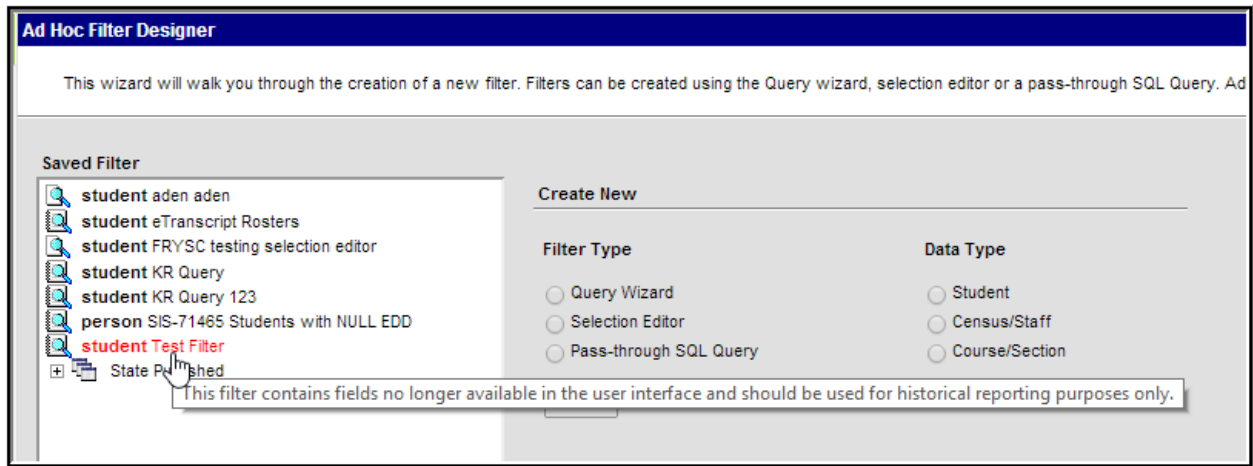 Ad Hoc Filter Designer
This wizard will walk you through the creation of a new filter. Filters can be created using the Query wizard, selection editor or a pass-through SQL Query. Ad
Saved Filter
student aden aden
student eTranscript Rosters
student FRYSC testing selection editor
student KR Query
student KR Query 123
person SIS-71465 Students with NULL EDD
student Test Filter
State
This filter contains fields no longer available in the user interface and should be used for historical reporting purposes only.
Create New
Filter Type
Query Wizard
Selection Editor
Pass-through SQL Query
Data Type
Student
Census/Staff
Course/Section